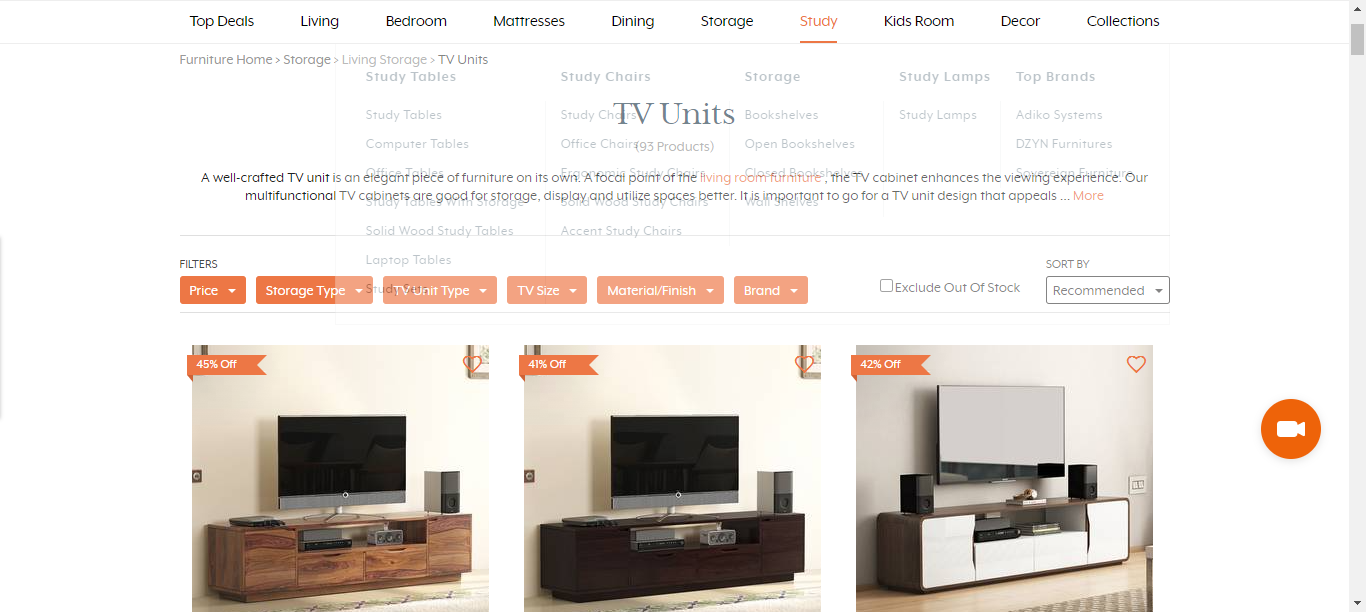 Top Deals Living Bedroom Mattresses Dining Storage Study Kids Room Decor Collections
Furniture Home > Storage > Living Storage > TV Units
Study Tables Study Chairs Storage Study Lamps Top Brands
TV Units
Study Tables Study Chairs Bookshelves Study Lamps Adiko Systems
Computer Tables Office Chairs Open Bookshelves DZYN Furnitures
(93 Products)
Office Tables Ergonomic Study Chairs Closed Bookshelves Sovereign Furniture
A well-crafted TV unit is an elegant piece of furniture on its own. A focal point of the living room furniture, the TV cabinet enhances the viewing experience. Our
multifunctional TV cabinets are good for storage, display and utilize spaces better. It is important to go for a TV unit design that appeals ... More
Study Tables With Storage Solid Wood Study Chairs Wall Shelves
Solid Wood Study Tables Accent Study Chairs
Laptop Tables
Study Sets
FILTERS SORT BY
Price Storage Type TV Unit Type TV Size Material/Finish Brand Exclude Out Of Stock Recommended
45% Off 41% Off 42% Off